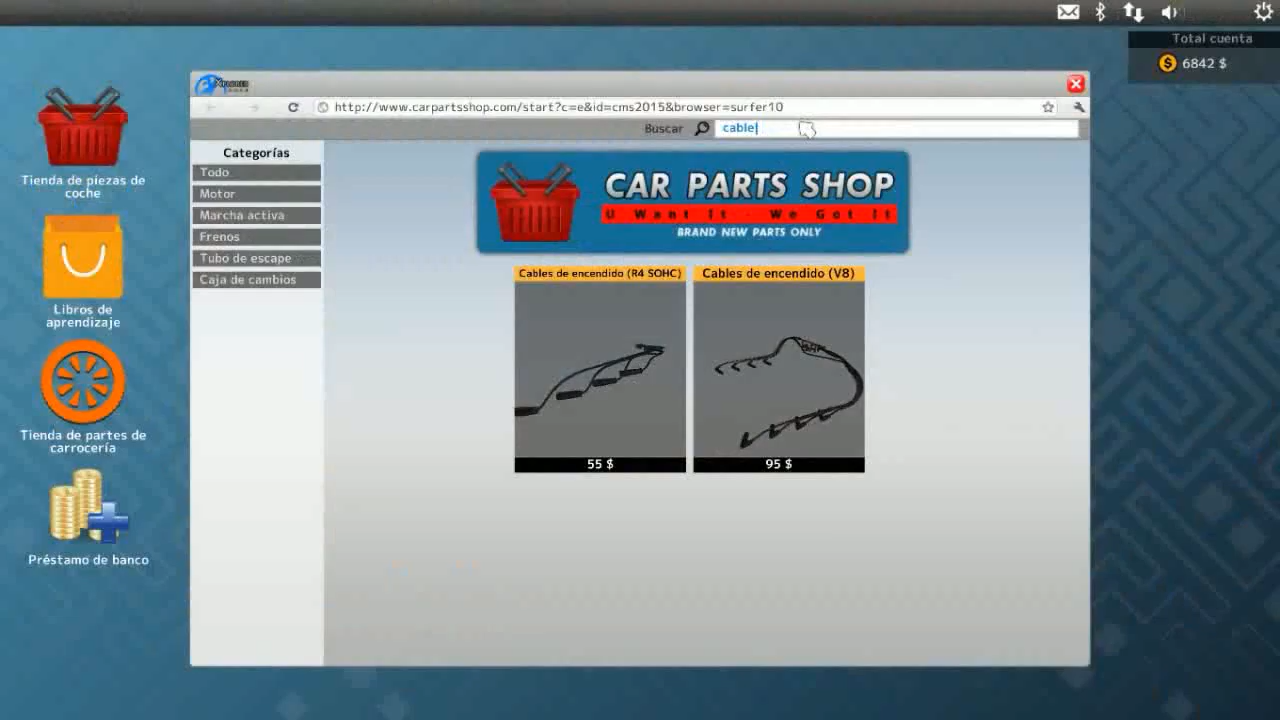 Total cuenta
6842 $
http://www.carpartsshop.com/start?c=e&id=cms2015&browser=surfer10
Buscar
cable
Categorías
Todo
Motor
Marcha activa
Frenos
Tubo de escape
Caja de cambios
CAR PARTS SHOP
U Want It - We Got It
BRAND NEW PARTS ONLY
Cables de encendido (R4 SOHC)
55 $
Cables de encendido (V8)
95 $
Tienda de piezas de
coche
Libros de
aprendizaje
Tienda de partes de
carrocería
Préstamo de banco